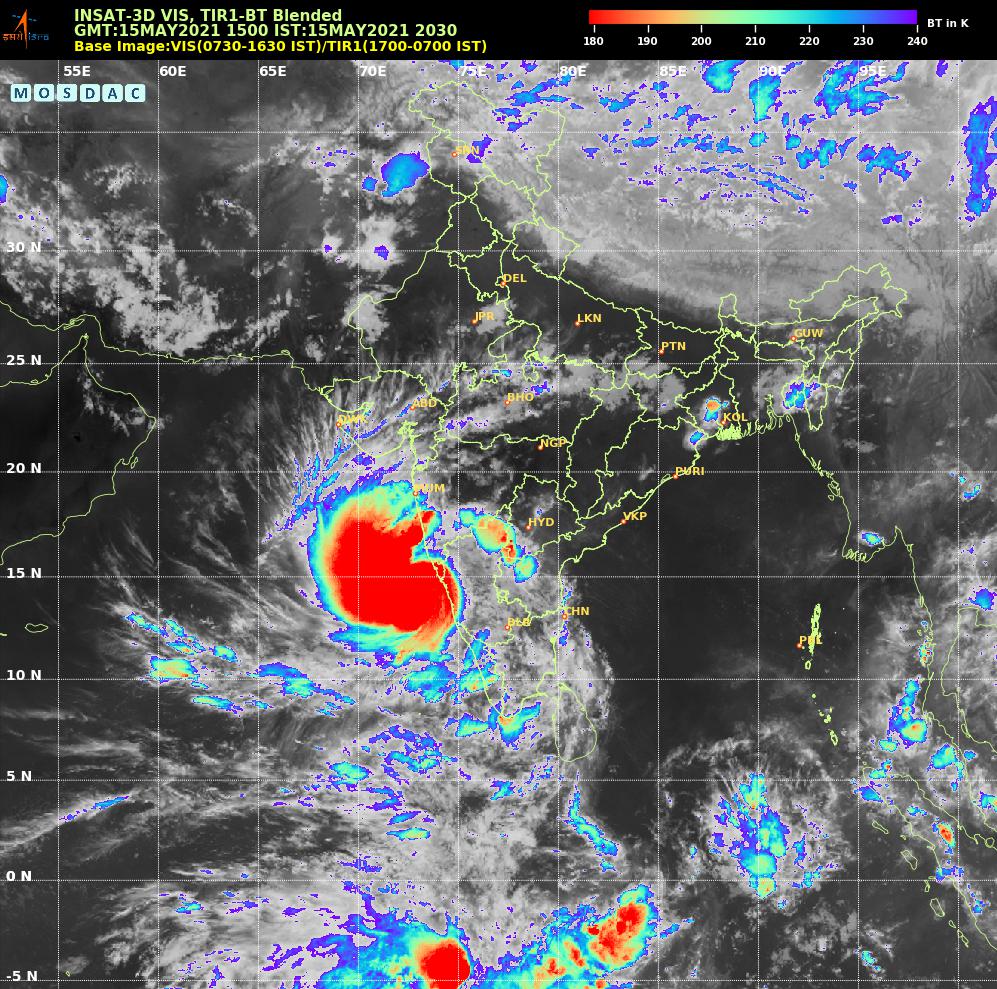 INSAT-3D VIS, TIR1-BT Blended
GMT:15MAY2021 1500 IST:15MAY2021 2030
Base Image:VIS(0730-1630 IST)/TIR1(1700-0700 IST)
BT in K
180 190 200 210 220 230 240
55E 60E 65E 70E 75E 80E 85E 90E 95E
MOSDAC
SRN
30 N
DEL
JPR
LKN
GUW
PTN
25 N
BHO
ABD
DWK
KOL
NGP
20 N
PURI
MUM
HYD
VKP
15 N
CHN
BLR
PBL
10 N
5 N
0 N
-5 N